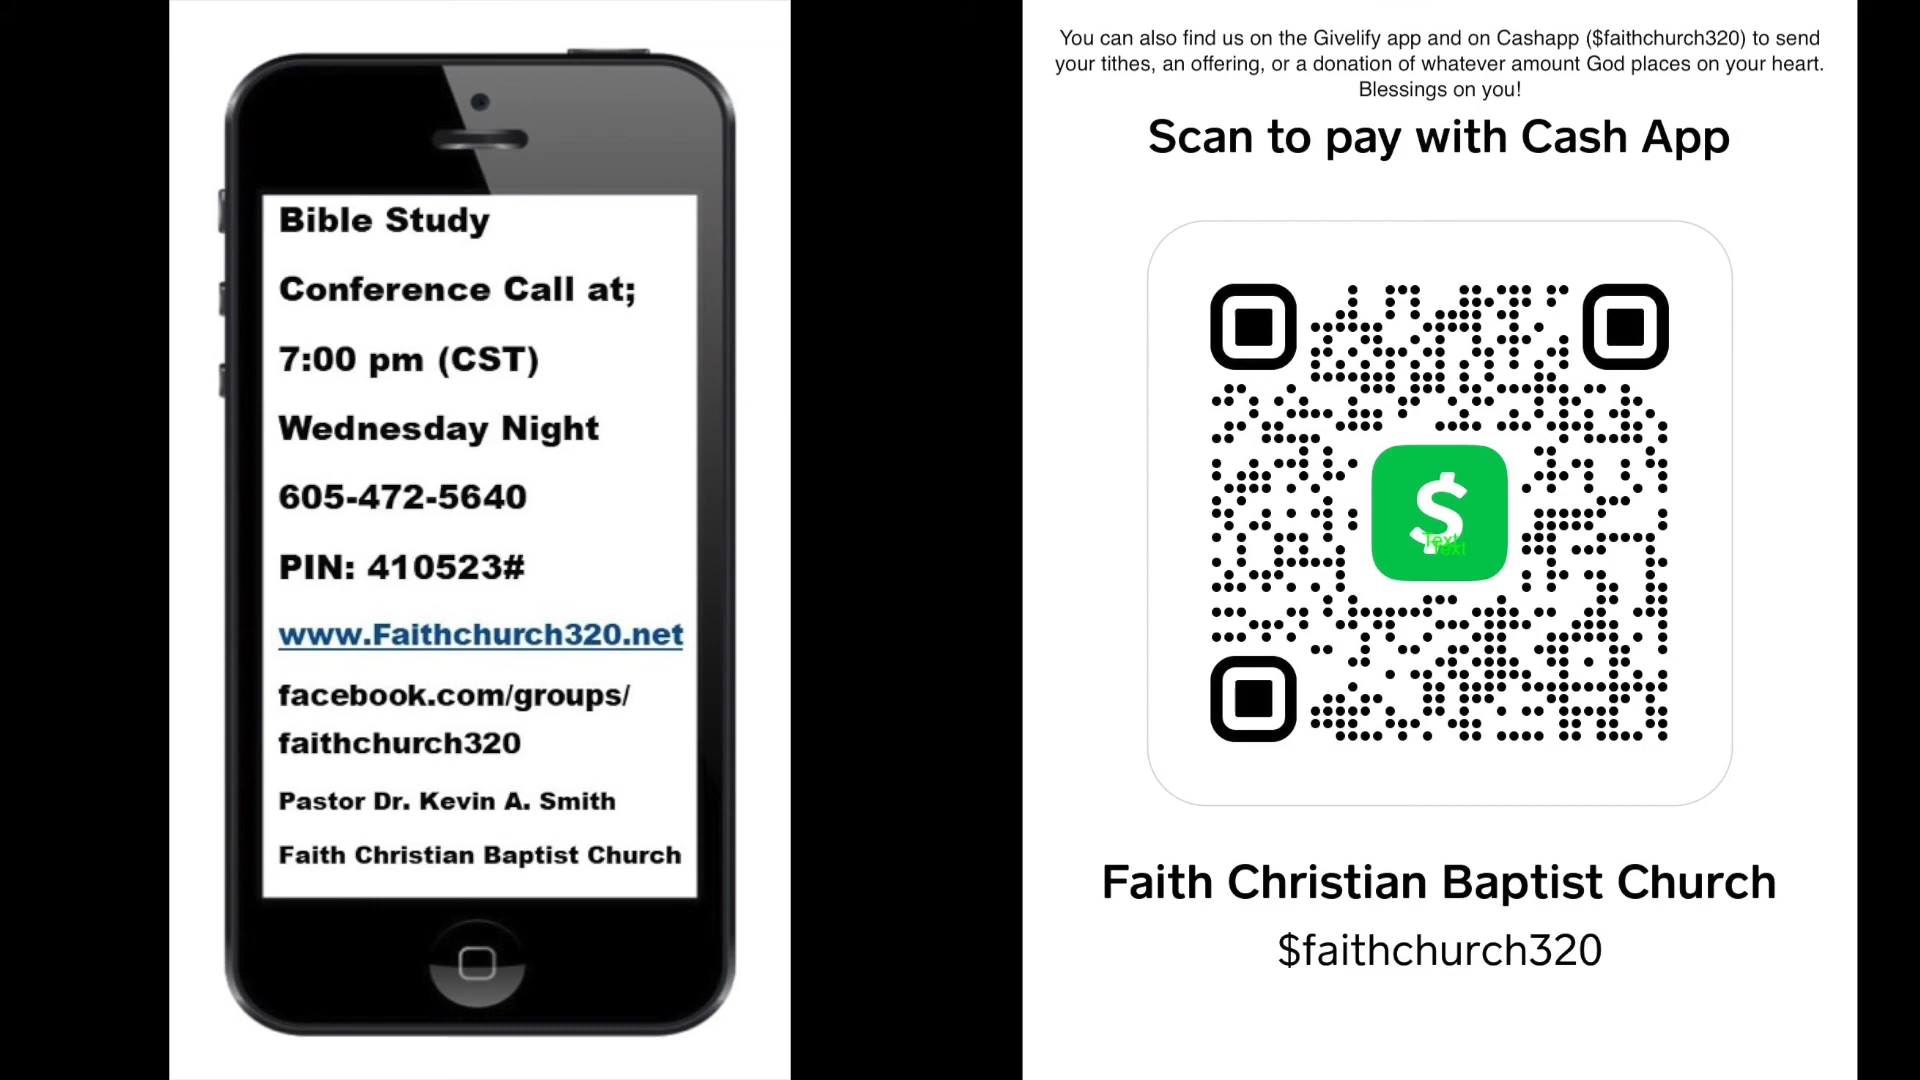 Bible Study
Conference Call at;
7:00 pm (CST)
Wednesday Night
605-472-5640
PIN: 410523#
www.Faithchurch320.net
facebook.com/groups/
faithchurch320
Pastor Dr. Kevin A. Smith
Faith Christian Baptist Church
You can also find us on the Givelify app and on Cashapp ($faithchurch320) to send
your tithes, an offering, or a donation of whatever amount God places on your heart.
Blessings on you!
Scan to pay with Cash App
$
Text
Text
Faith Christian Baptist Church
$faithchurch320